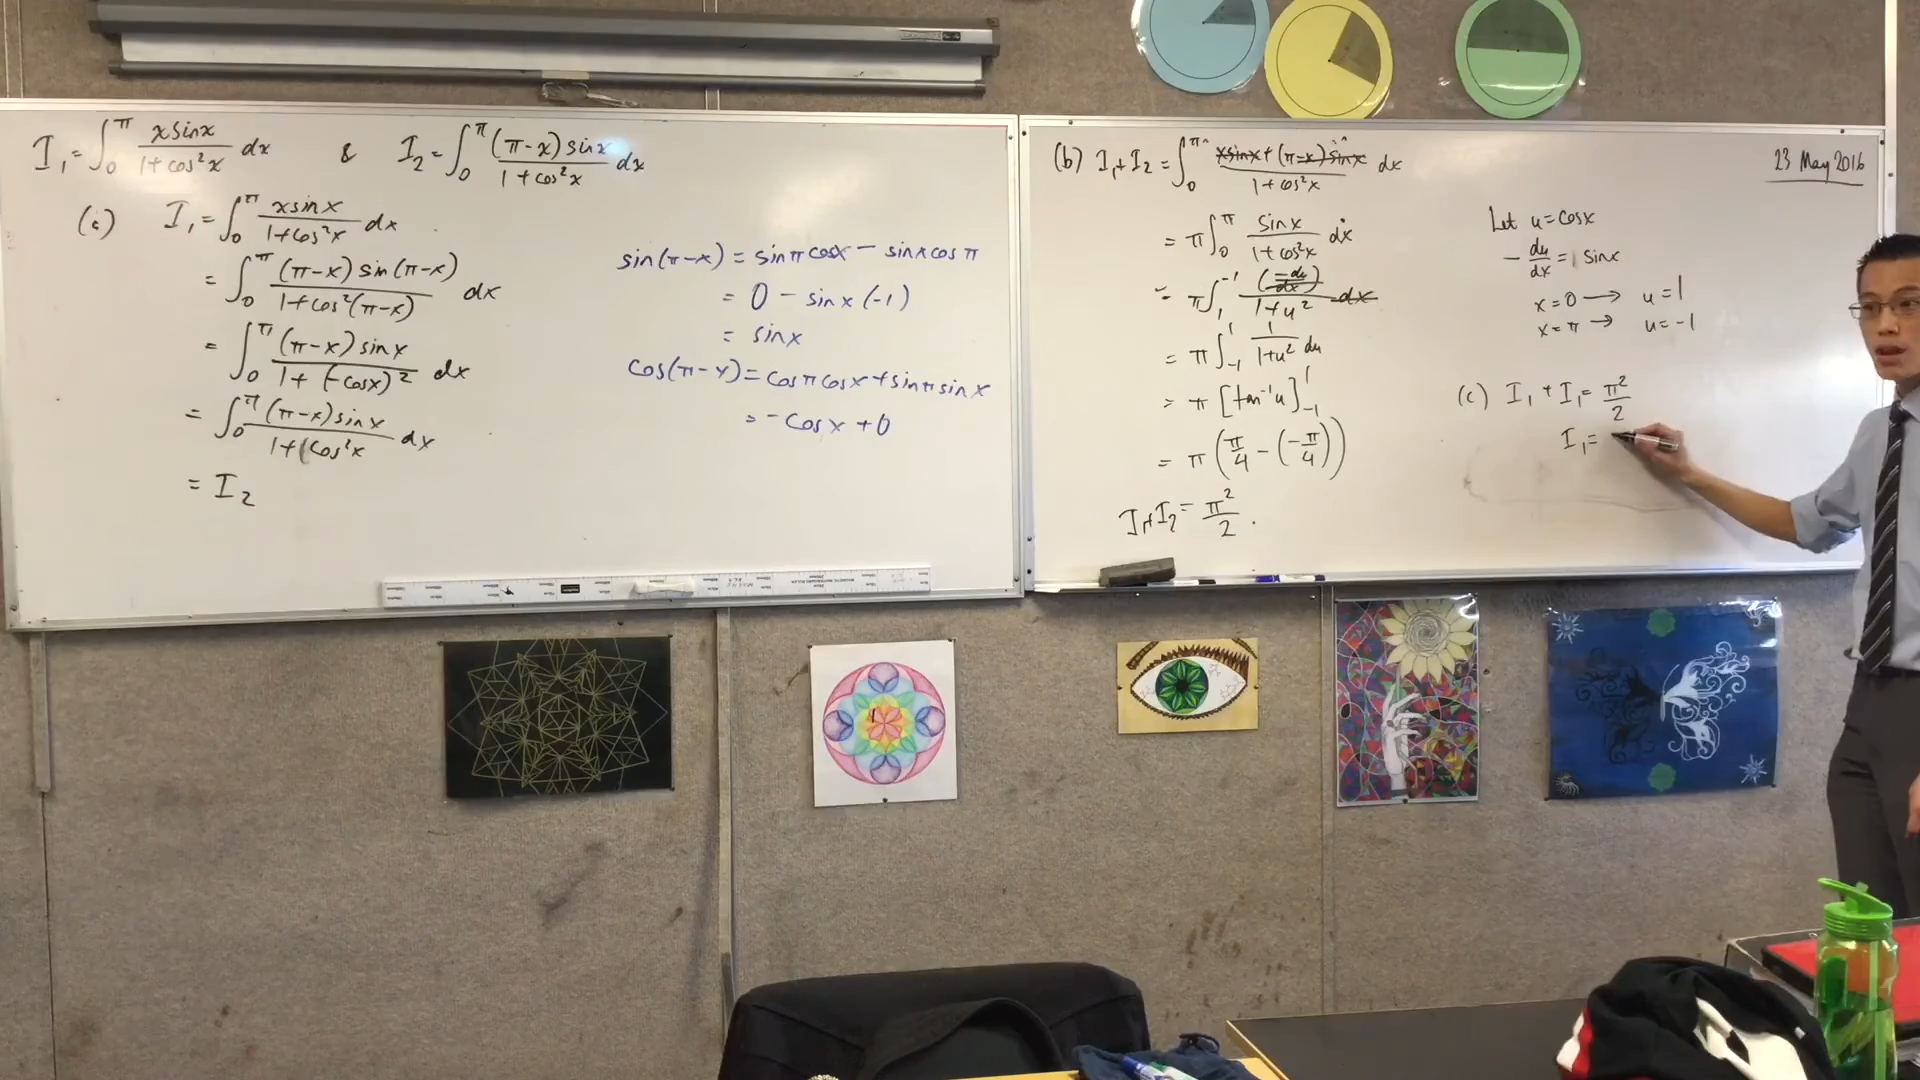 I₁ = ∫₀^π x sin x / (1 + cos²x) dx & I₂ = ∫₀^π (π-x) sin x / (1 + cos²x) dx
(a) I₁ = ∫₀^π x sin x / (1 + cos²x) dx
= ∫₀^π (π-x) sin(π-x) / (1 + cos²(π-x)) dx
= ∫₀^π (π-x) sin x / (1 + (-cos x)²) dx
= ∫₀^π (π-x) sin x / (1 + cos²x) dx
= I₂
sin(π-x) = sin π cos x - sin x cos π
= 0 - sin x (-1)
= sin x
cos(π-x) = cos π cos x + sin π sin x
= -cos x + 0
(b) I₁ + I₂ = ∫₀^π x sin x + (π-x) sin x / (1 + cos²x) dx
= π ∫₀^π sin x / (1 + cos²x) dx
= π ∫₁^-1 (-du/dx) / (1 + u²) dx
= π ∫₋₁^1 1 / (1 + u²) du
= π [tan⁻¹u]₋₁^1
= π (π/4 - (-π/4))
I₁ + I₂ = π²/2.
23 May 2016
Let u = cos x
- du/dx = sin x
x = 0 → u = 1
x = π → u = -1
(c) I₁ + I₁ = π²/2
I₁ =